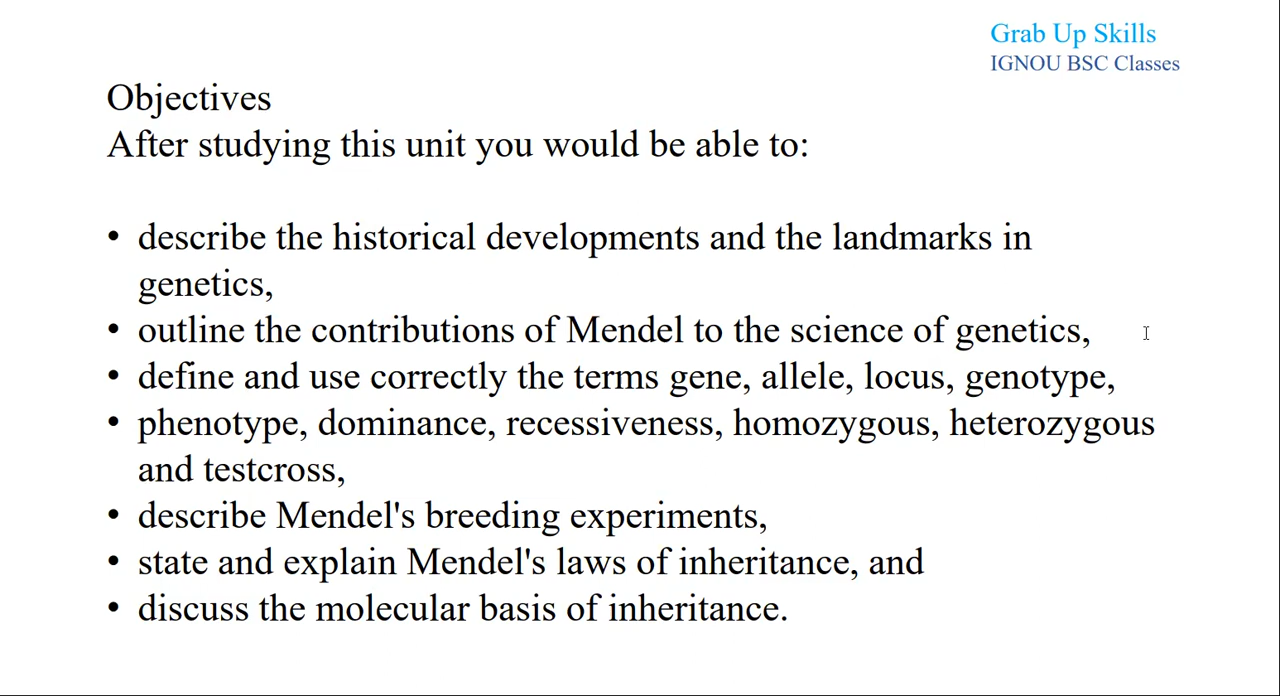 Grab Up Skills
IGNOU BSC Classes
Objectives
After studying this unit you would be able to:
• describe the historical developments and the landmarks in
genetics,
• outline the contributions of Mendel to the science of genetics,
• define and use correctly the terms gene, allele, locus, genotype,
• phenotype, dominance, recessiveness, homozygous, heterozygous
and testcross,
• describe Mendel's breeding experiments,
• state and explain Mendel's laws of inheritance, and
• discuss the molecular basis of inheritance.